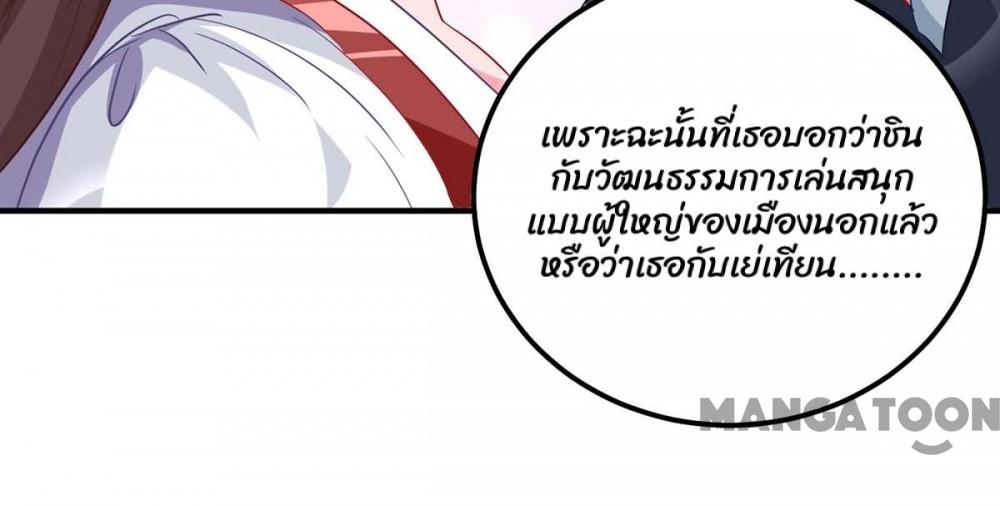 เพราะฉะนั้นที่เธอบอกว่าชิน
กับวัฒนธรรมการเล่นสนุก
แบบผู้ใหญ่ของเมืองนอกแล้ว
หรือว่าเธอกับเย่เทียน........
MANGATOON